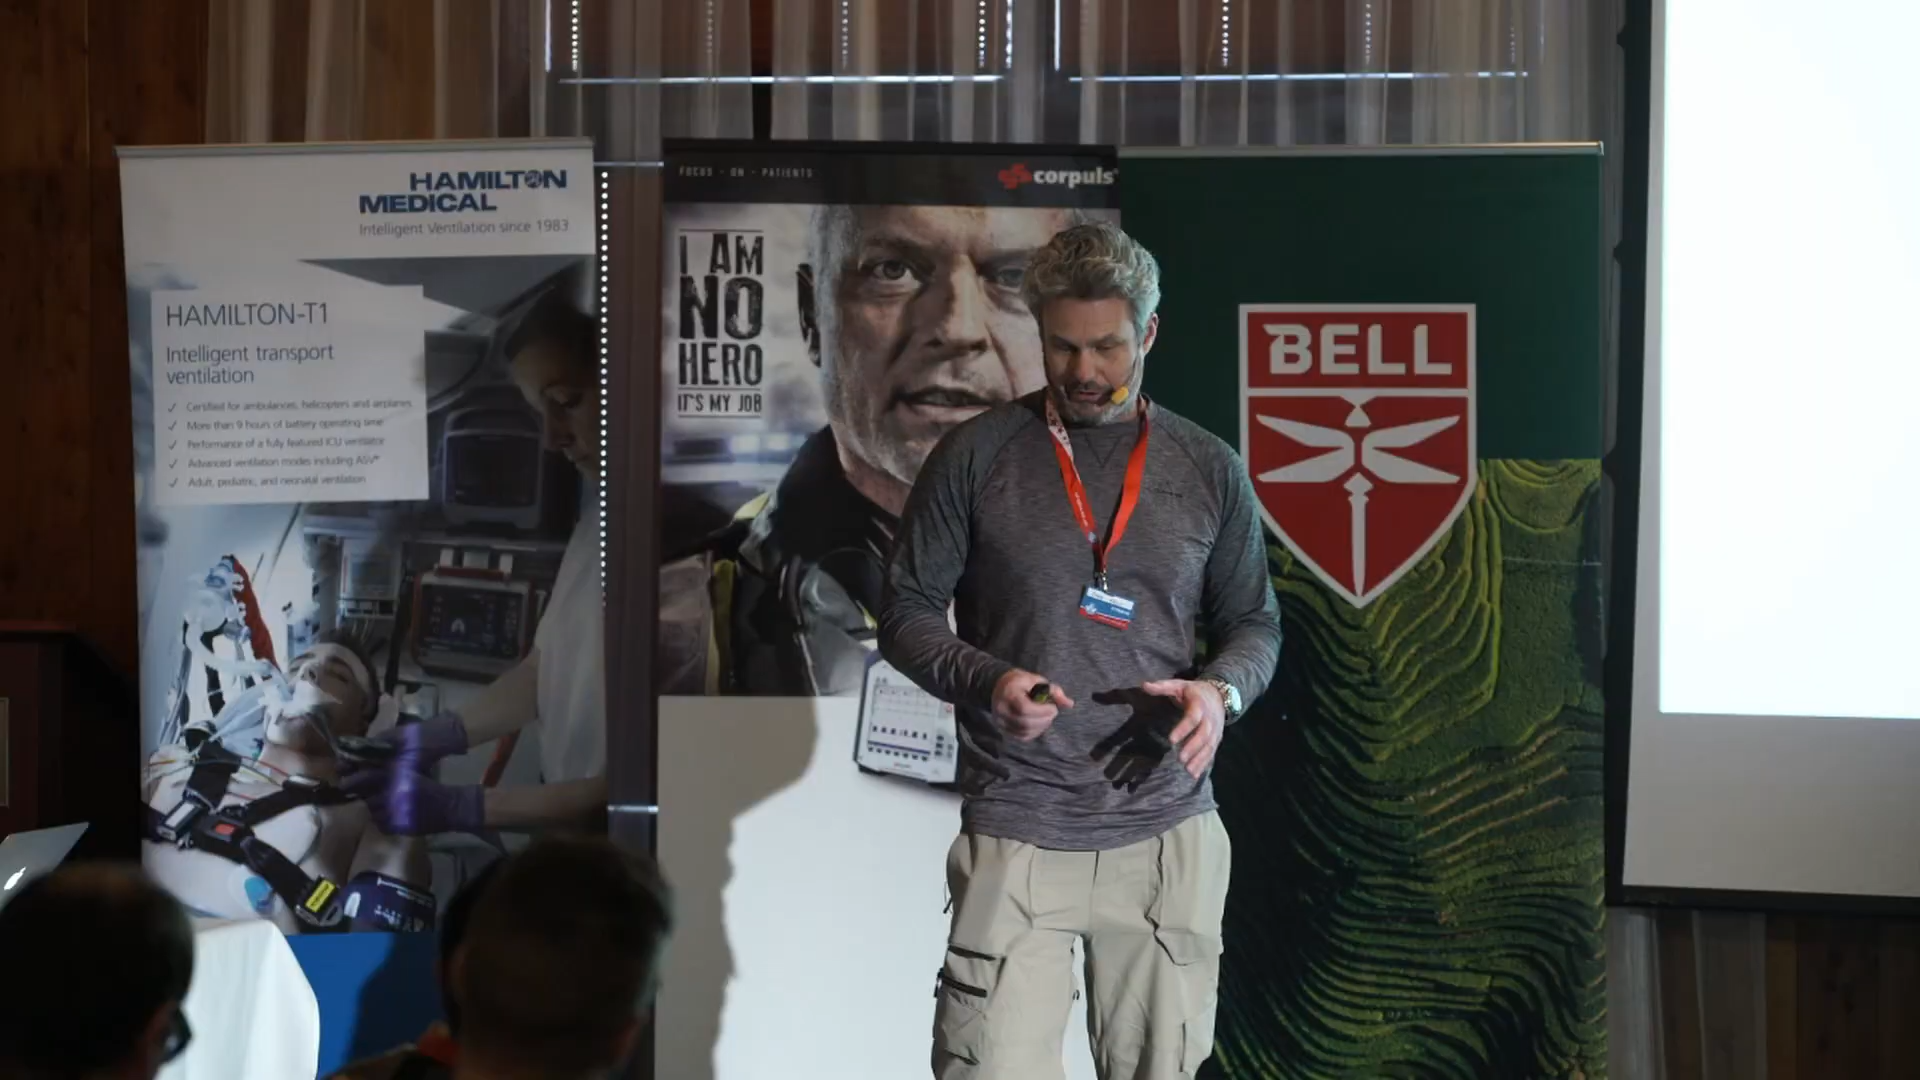 HAMILTON
MEDICAL
Intelligent Ventilation since 1983
HAMILTON-T1
Intelligent transport
ventilation
✓ Certified for ambulances, helicopters and airplanes
✓ More than 9 hours of battery operating time
✓ Performance of a fully featured ICU ventilator
✓ Advanced ventilation modes including ASV®
✓ Adult, pediatric, and neonatal ventilation
FOCUS - ON - PATIENTS
corpuls®
I AM
NO
HERO
IT'S MY JOB
BELL